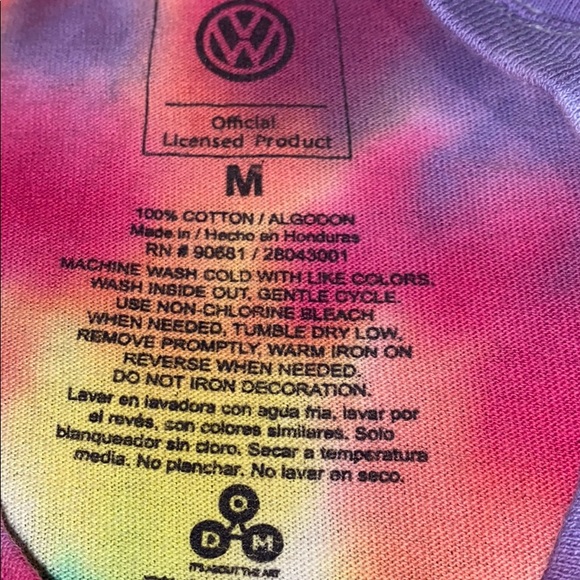 VW
Official
Licensed Product
M
100% COTTON / ALGODON
Made in / Hecho en Honduras
RN # 90681 / 28043001
MACHINE WASH COLD WITH LIKE COLORS,
WASH INSIDE OUT, GENTLE CYCLE.
USE NON-CHLORINE BLEACH
WHEN NEEDED, TUMBLE DRY LOW,
REMOVE PROMPTLY, WARM IRON ON
REVERSE WHEN NEEDED.
DO NOT IRON DECORATION.
Lavar en lavadora con agua fria, lavar por
el revés, con colores similares. Solo
blanqueador sin cloro. Secar a temperatura
media. No planchar. No lavar en seco.
O
D A M
IT'S ABOUT THE ART